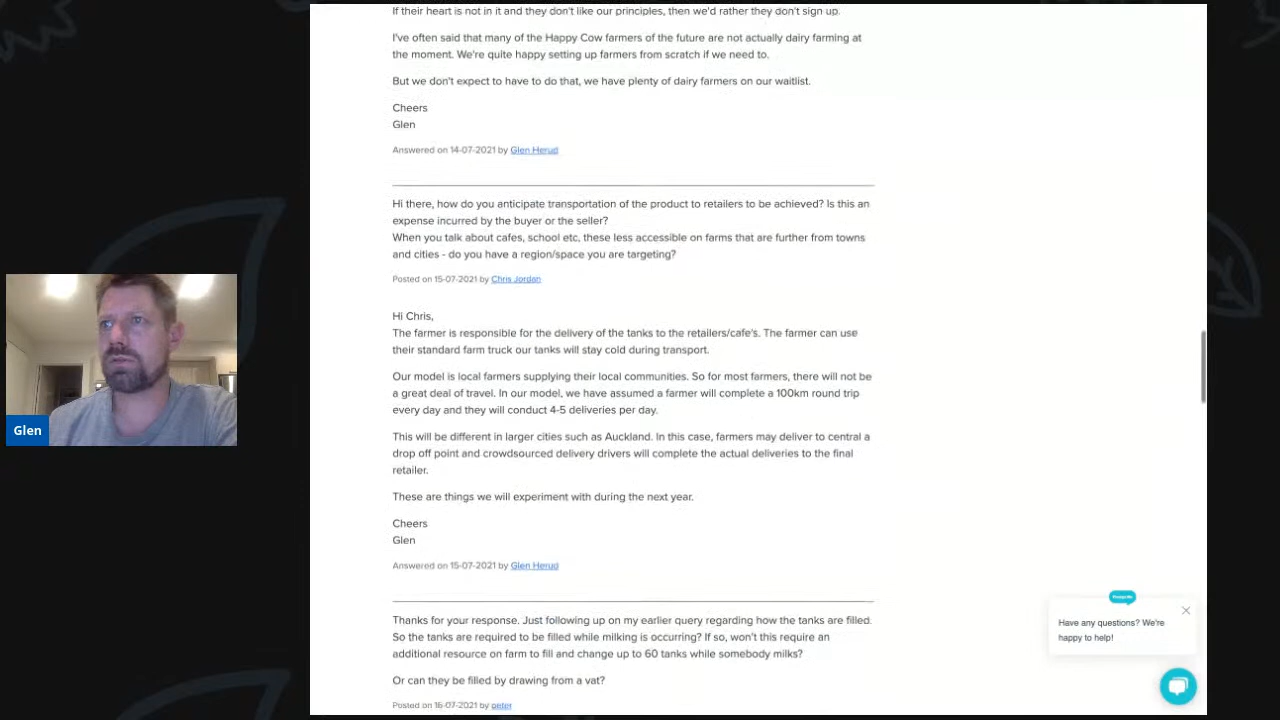 If their heart is not in it and they don't like our principles, then we'd rather they don't sign up.
I've often said that many of the Happy Cow farmers of the future are not actually dairy farming at
the moment. We're quite happy setting up farmers from scratch if we need to.
But we don't expect to have to do that, we have plenty of dairy farmers on our waitlist.
Cheers
Glen
Answered on 14-07-2021 by Glen Herud
Hi there, how do you anticipate transportation of the product to retailers to be achieved? Is this an
expense incurred by the buyer or the seller?
When you talk about cafes, school etc, these less accessible on farms that are further from towns
and cities - do you have a region/space you are targeting?
Posted on 15-07-2021 by Chris Jordan
Hi Chris,
The farmer is responsible for the delivery of the tanks to the retailers/cafe's. The farmer can use
their standard farm truck our tanks will stay cold during transport.
Our model is local farmers supplying their local communities. So for most farmers, there will not be
a great deal of travel. In our model, we have assumed a farmer will complete a 100km round trip
every day and they will conduct 4-5 deliveries per day.
This will be different in larger cities such as Auckland. In this case, farmers may deliver to central a
drop off point and crowdsourced delivery drivers will complete the actual deliveries to the final
retailer.
These are things we will experiment with during the next year.
Cheers
Glen
Answered on 15-07-2021 by Glen Herud
Thanks for your response. Just following up on my earlier query regarding how the tanks are filled.
So the tanks are required to be filled while milking is occurring? If so, won't this require an
additional resource on farm to fill and change up to 60 tanks while somebody milks?
Or can they be filled by drawing from a vat?
Posted on 16-07-2021 by peter
Glen
Have any questions? We're
happy to help!